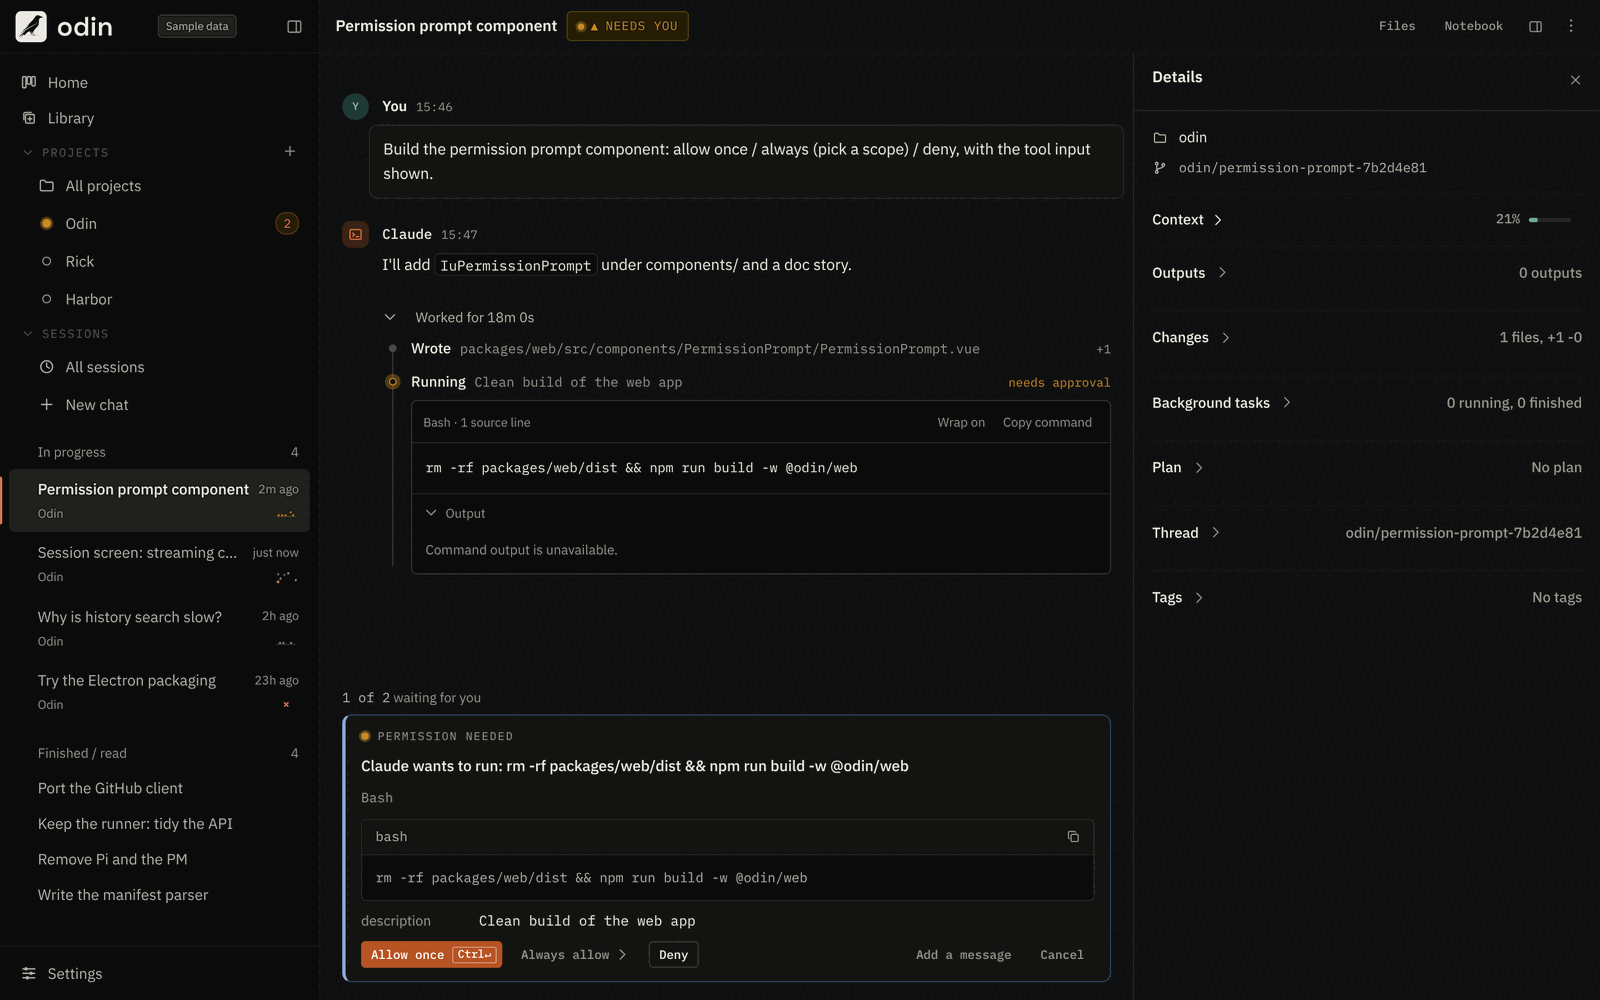 odin
Sample data
Home
Library
PROJECTS
All projects
Odin
2
Rick
Harbor
SESSIONS
All sessions
New chat
In progress
4
Permission prompt component
2m ago
Odin
Session screen: streaming c...
just now
Odin
Why is history search slow?
2h ago
Odin
Try the Electron packaging
23h ago
Odin
Finished / read
4
Port the GitHub client
Keep the runner: tidy the API
Remove Pi and the PM
Write the manifest parser
Settings
Permission prompt component
▲ NEEDS YOU
Files
Notebook
Y
You 15:46
Build the permission prompt component: allow once / always (pick a scope) / deny, with the tool input
shown.
Claude 15:47
I'll add IuPermissionPrompt under components/ and a doc story.
Worked for 18m 0s
Wrote packages/web/src/components/PermissionPrompt/PermissionPrompt.vue
+1
Running Clean build of the web app
needs approval
Bash · 1 source line
Wrap on
Copy command
rm -rf packages/web/dist && npm run build -w @odin/web
Output
Command output is unavailable.
1 of 2 waiting for you
PERMISSION NEEDED
Claude wants to run: rm -rf packages/web/dist && npm run build -w @odin/web
Bash
bash
rm -rf packages/web/dist && npm run build -w @odin/web
description
Clean build of the web app
Allow once Ctrl↵
Always allow
Deny
Add a message
Cancel
Details
odin
odin/permission-prompt-7b2d4e81
Context
21%
Outputs
0 outputs
Changes
1 files, +1 -0
Background tasks
0 running, 0 finished
Plan
No plan
Thread
odin/permission-prompt-7b2d4e81
Tags
No tags